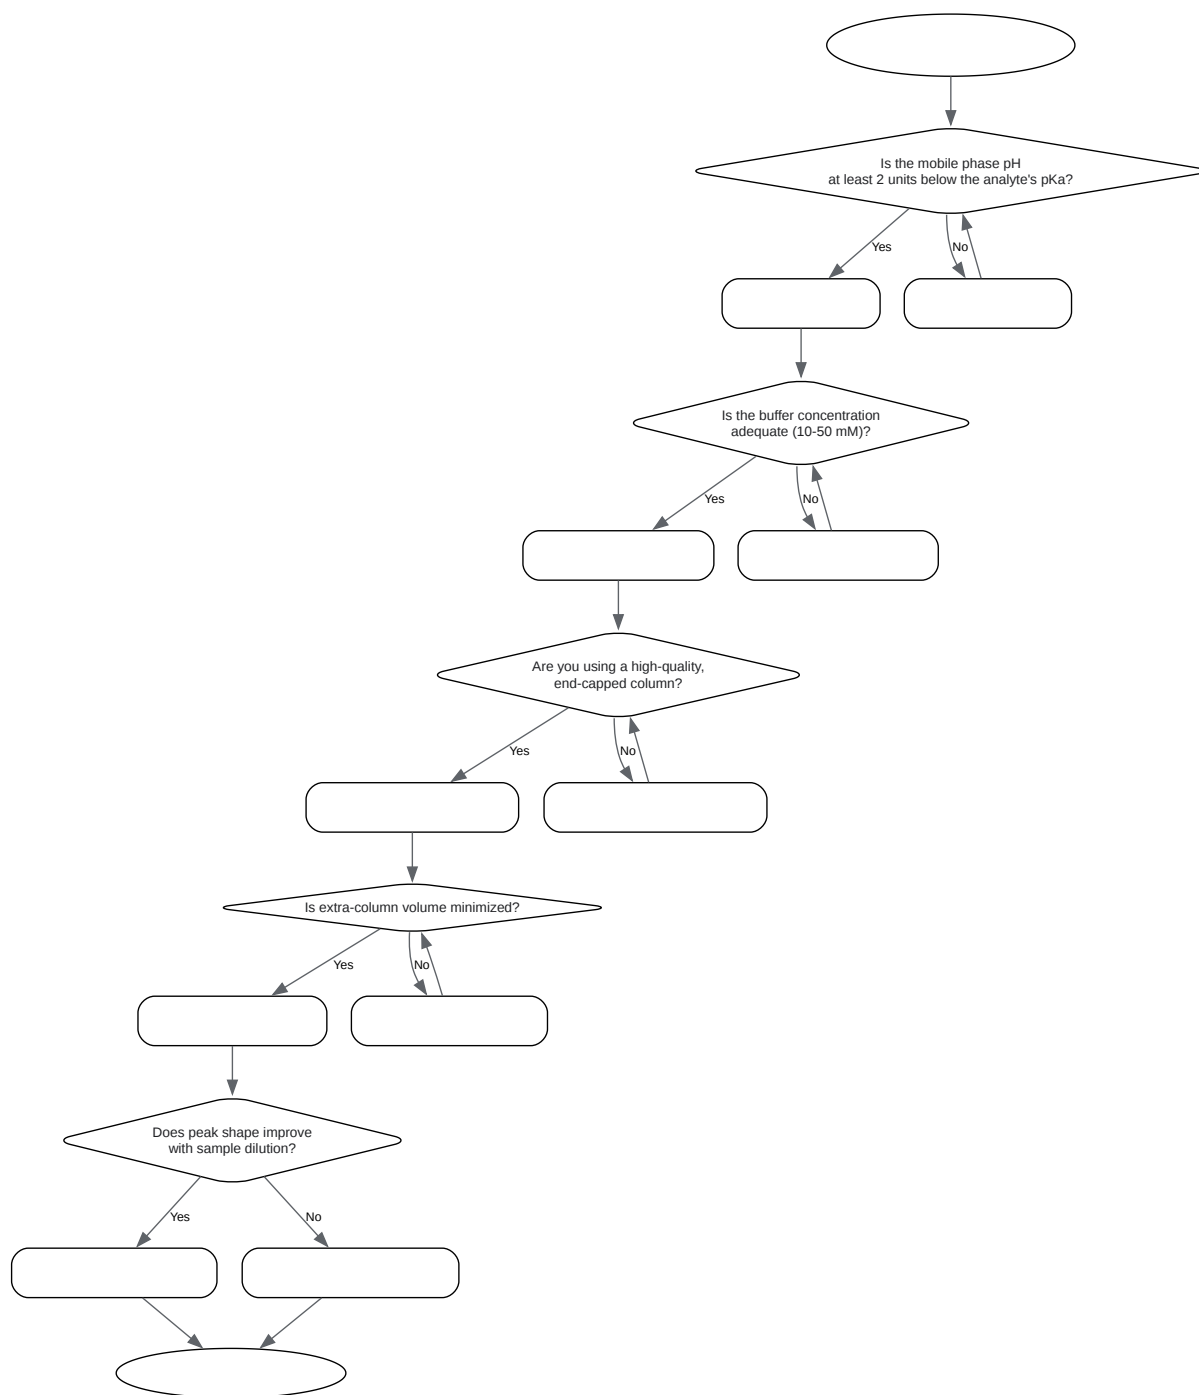 Is the mobile phase pH
at least 2 units below the analyte's pKa?
Yes
No
Is the buffer concentration
adequate (10-50 mM)?
Yes
No
Are you using a high-quality,
end-capped column?
Yes
No
Is extra-column volume minimized?
Yes
No
Does peak shape improve
with sample dilution?
Yes
No